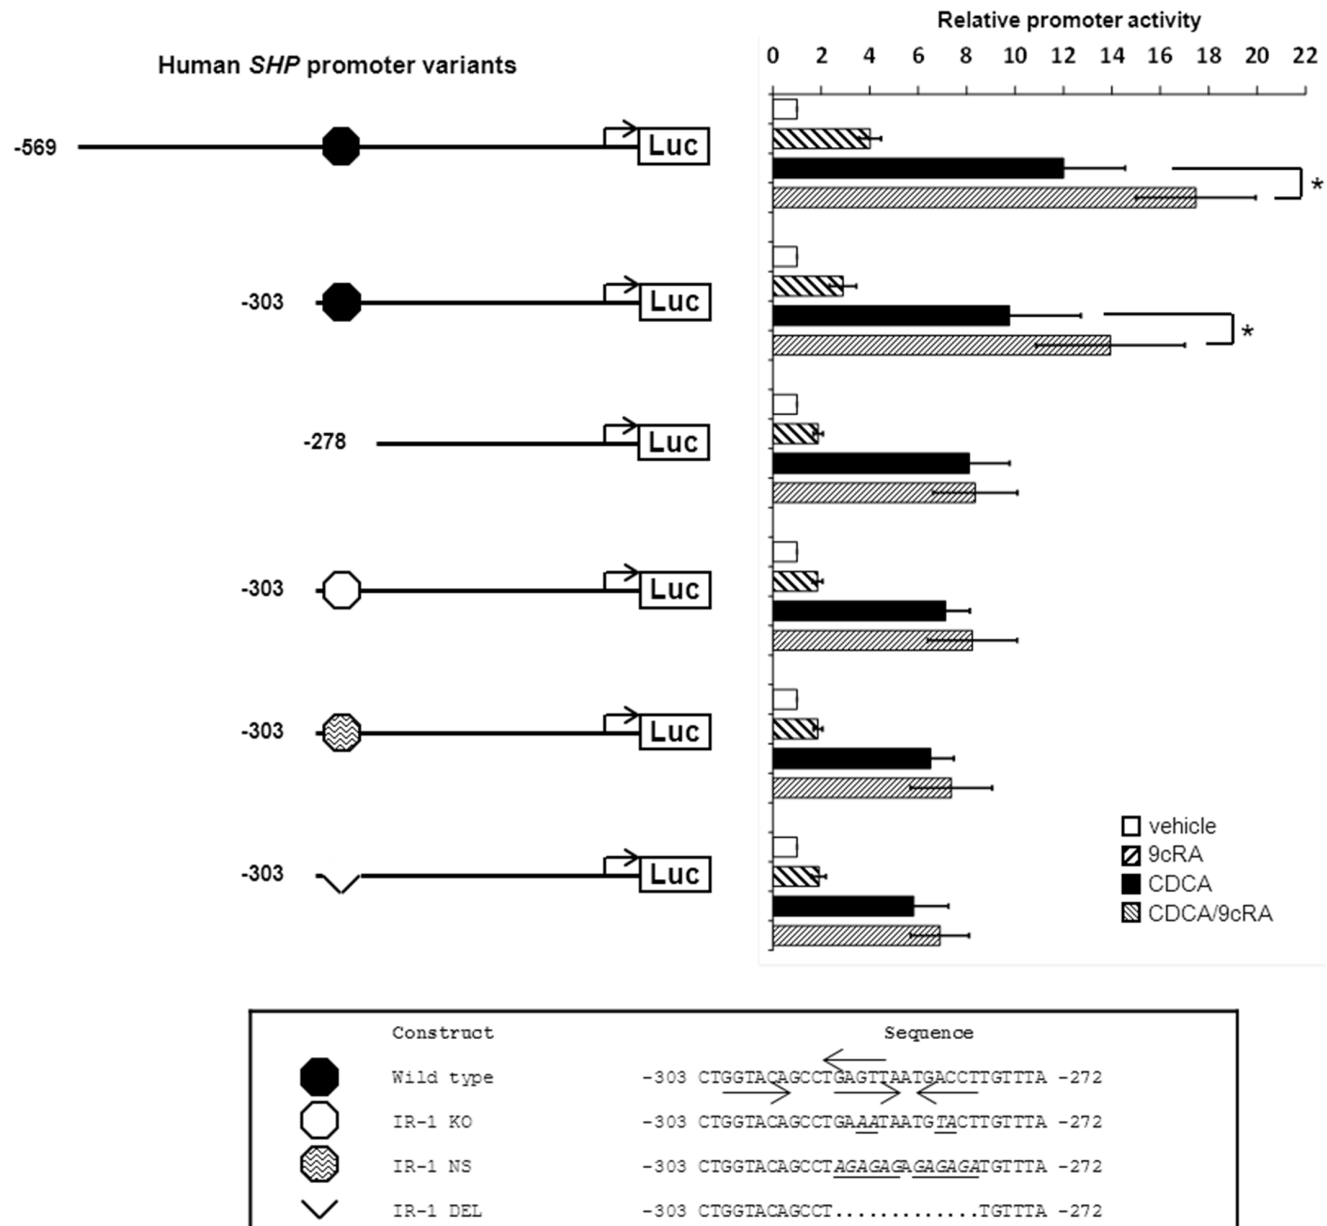 Relative promoter activity
0 2 4 6 8 10 12 14 16 18 20 22
Human SHP promoter variants
-569 Luc
*
-303 Luc
*
-278 Luc
-303 Luc
-303 Luc
-303 Luc
vehicle
9cRA
CDCA
CDCA/9cRA
Construct Sequence
Wild type -303 CTGGTACAGCCTGAGTTAATGACCTTGTTTA -272
IR-1 KO -303 CTGGTACAGCCTGAAATAATGTACTTGTTTA -272
IR-1 NS -303 CTGGTACAGCCTAGAGAGAGAGAGATGTTTA -272
IR-1 DEL -303 CTGGTACAGCCT.............TGTTTA -272